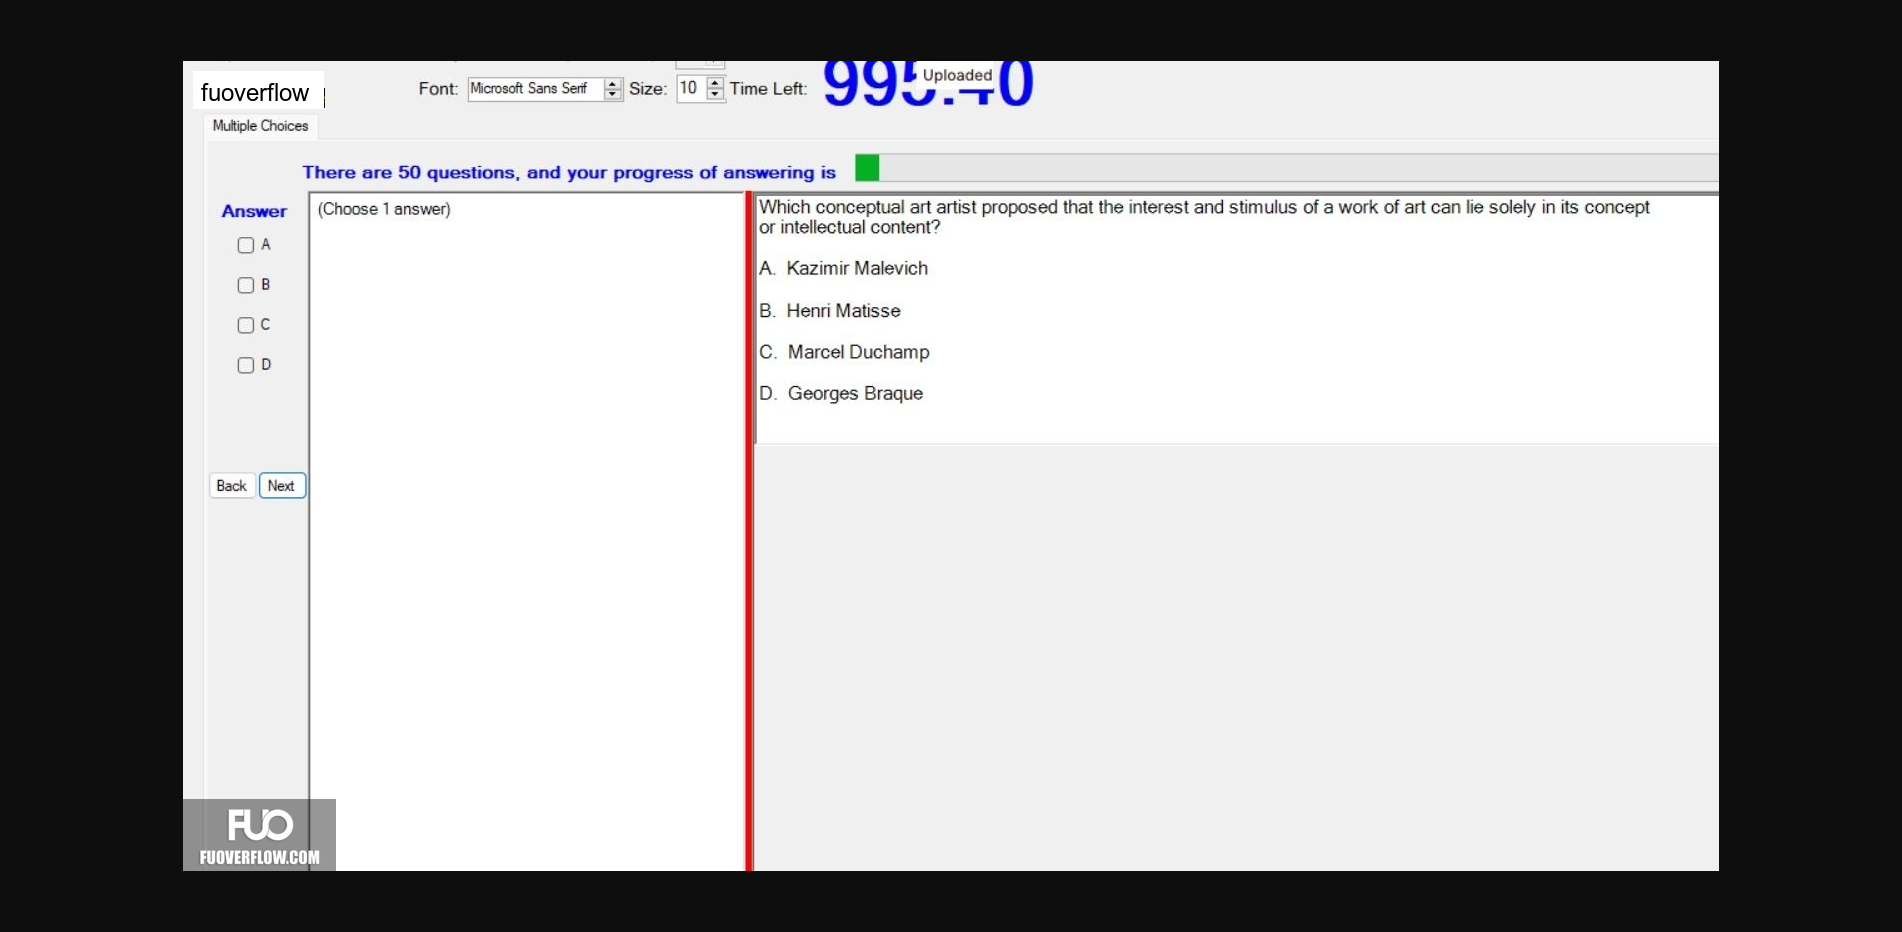 fuoverflow
Font: Microsoft Sans Serif Size: 10 Time Left:
Uploaded
Multiple Choices
There are 50 questions, and your progress of answering is
Answer
A
B
C
D
Back Next
(Choose 1 answer)
Which conceptual art artist proposed that the interest and stimulus of a work of art can lie solely in its concept
or intellectual content?
A. Kazimir Malevich
B. Henri Matisse
C. Marcel Duchamp
D. Georges Braque
FUO
FUOVERFLOW.COM